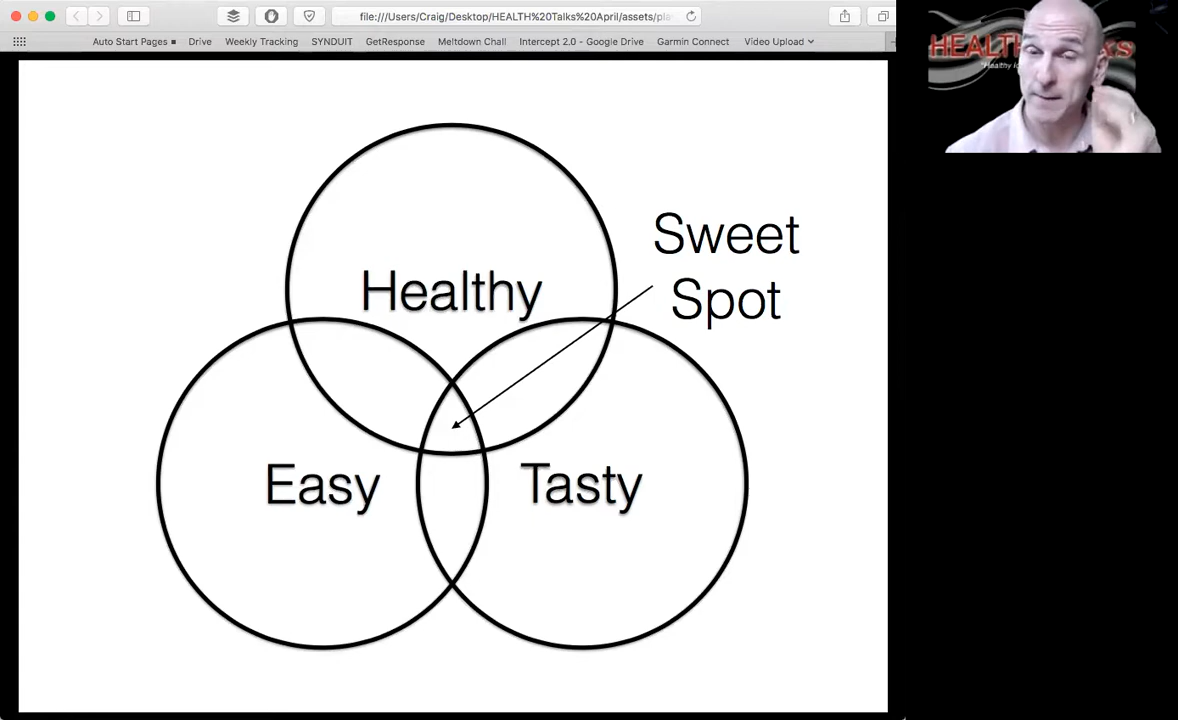 file:///Users/Craig/Desktop/HEALTH%20Talks%20April/assets/pla
Auto Start Pages Drive Weekly Tracking SYNDUIT GetResponse Meltdown Chall Intercept 2.0 - Google Drive Garmin Connect Video Upload
"Healthy
Sweet
Spot
Healthy
Easy
Tasty